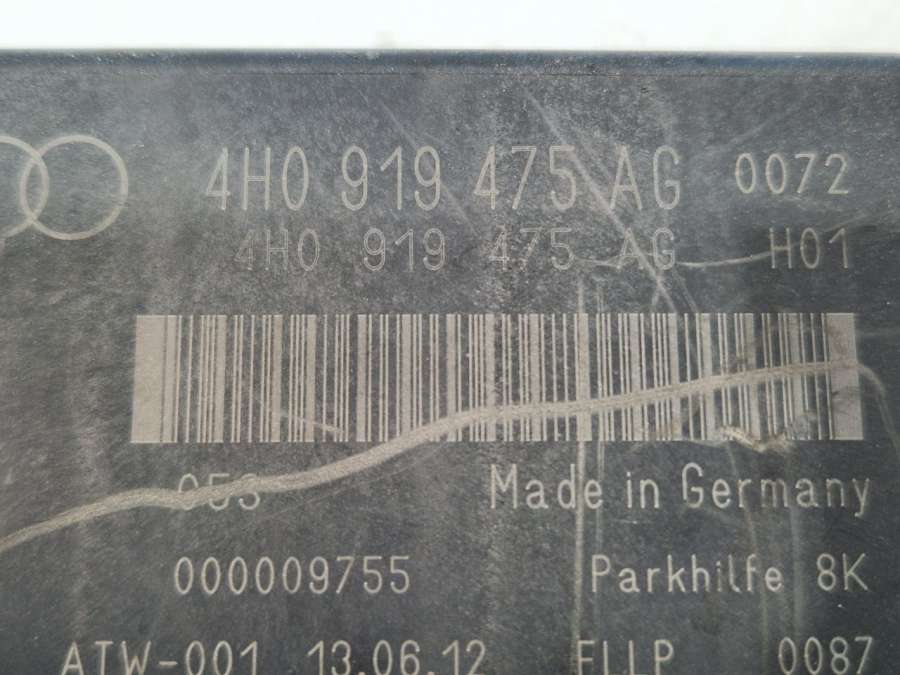 4H0 919 475 AG 0072
4H0 919 475 AG H01
053 Made in Germany
000009755 Parkhilfe 8K
ATW-001 13.06.12 FLLP 0087